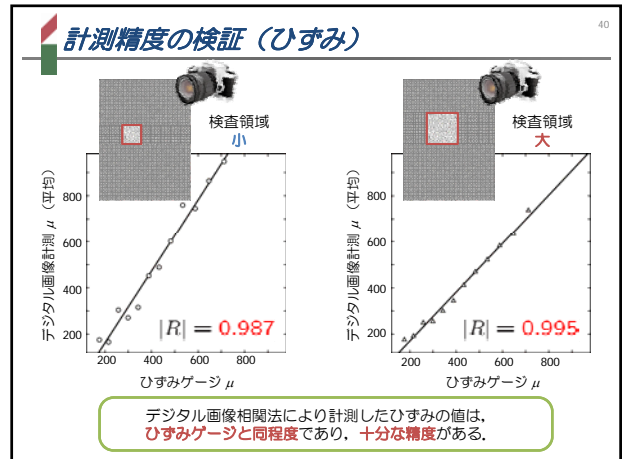 40
計測精度の検証（ひずみ）
検査領域
小
デジタル画像計測 μ（平均）
800
600
400
200
|R| = 0.987
200 400 600 800
ひずみゲージ μ
検査領域
大
デジタル画像計測 μ（平均）
800
600
400
200
|R| = 0.995
200 400 600 800
ひずみゲージ μ
デジタル画像相関法により計測したひずみの値は，
ひずみゲージと同程度であり，十分な精度がある．